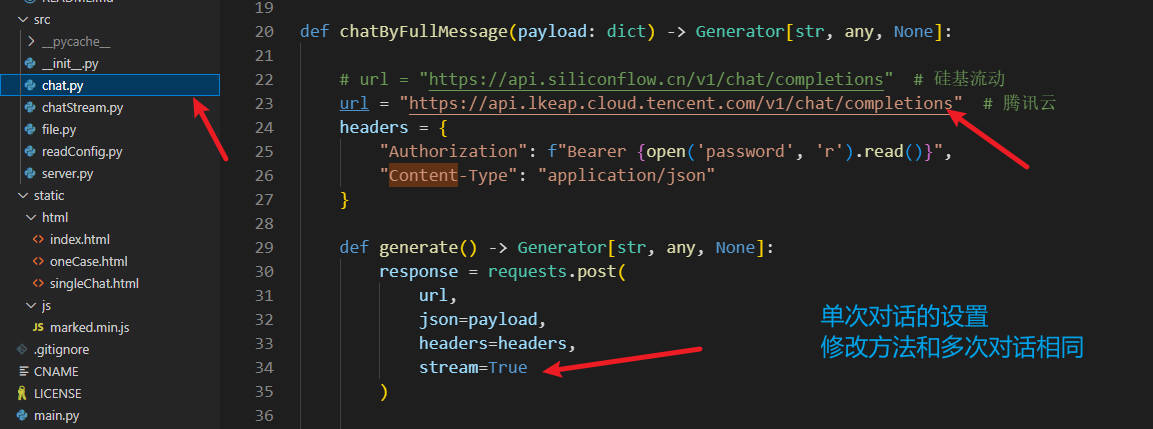 README.md
src
__pycache__
__init__.py
chat.py
chatStream.py
file.py
readConfig.py
server.py
static
html
index.html
oneCase.html
singleChat.html
js
JS marked.min.js
.gitignore
CNAME
LICENSE
main.py
19
20 def chatByFullMessage(payload: dict) -> Generator[str, any, None]:
21
22 # url = "https://api.siliconflow.cn/v1/chat/completions" # 硅基流动
23 url = "https://api.lkeap.cloud.tencent.com/v1/chat/completions" # 腾讯云
24 headers = {
25 "Authorization": f"Bearer {open('password', 'r').read()}",
26 "Content-Type": "application/json"
27 }
28
29 def generate() -> Generator[str, any, None]:
30 response = requests.post(
31 url,
32 json=payload,
33 headers=headers,
34 stream=True
35 )
36
单次对话的设置
修改方法和多次对话相同